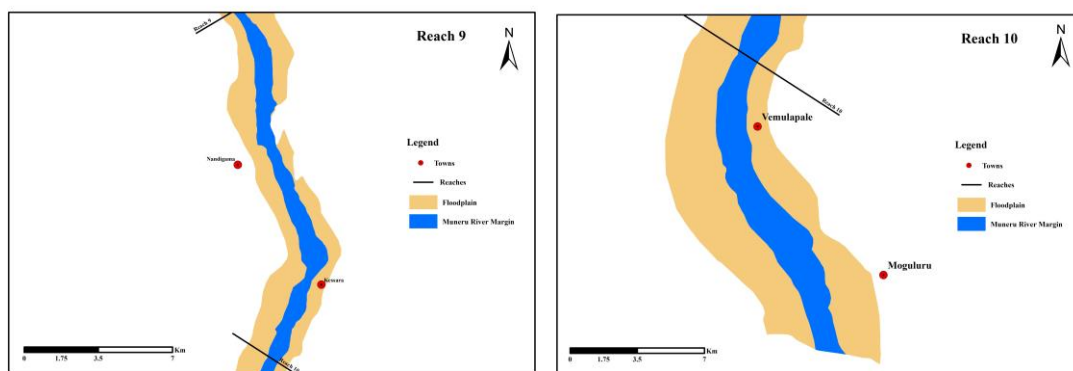 Reach 9
Reach 9
N
Nandigama
Legend
Towns
Reaches
Floodplain
Muneru River Margin
Reach 10
Km
0 1.75 3.5 7
Reach 10
N
Reach 10
Vemulapale
Legend
Towns
Reaches
Floodplain
Muneru River Margin
Moguluru
Km
0 1.75 3.5 7